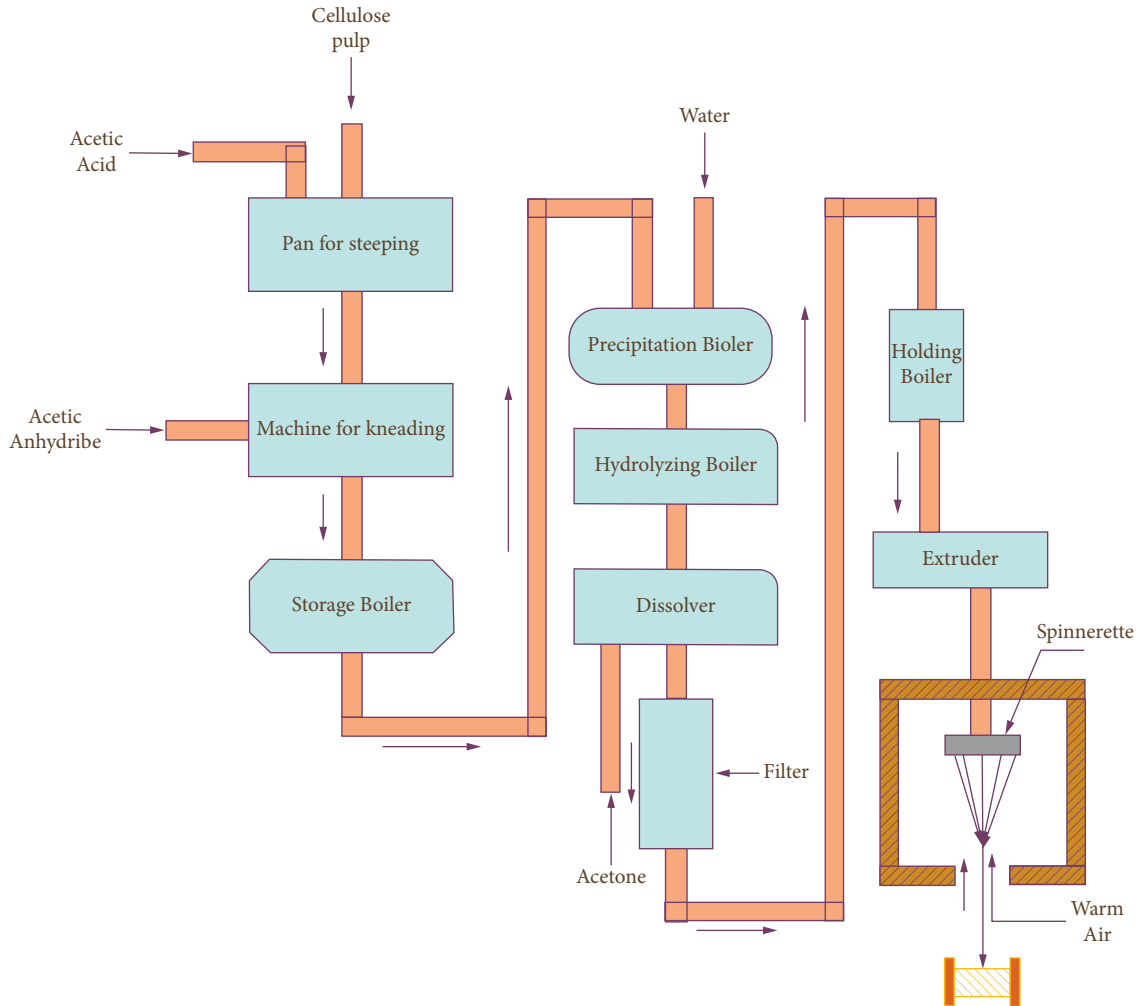 Cellulose
pulp
Acetic
Acid
Water
Pan for steeping
Precipitation Bioler
Holding
Boiler
Acetic
Anhydribe
Machine for kneading
Hydrolyzing Boiler
Extruder
Storage Boiler
Dissolver
Spinnerette
Filter
Acetone
Warm
Air